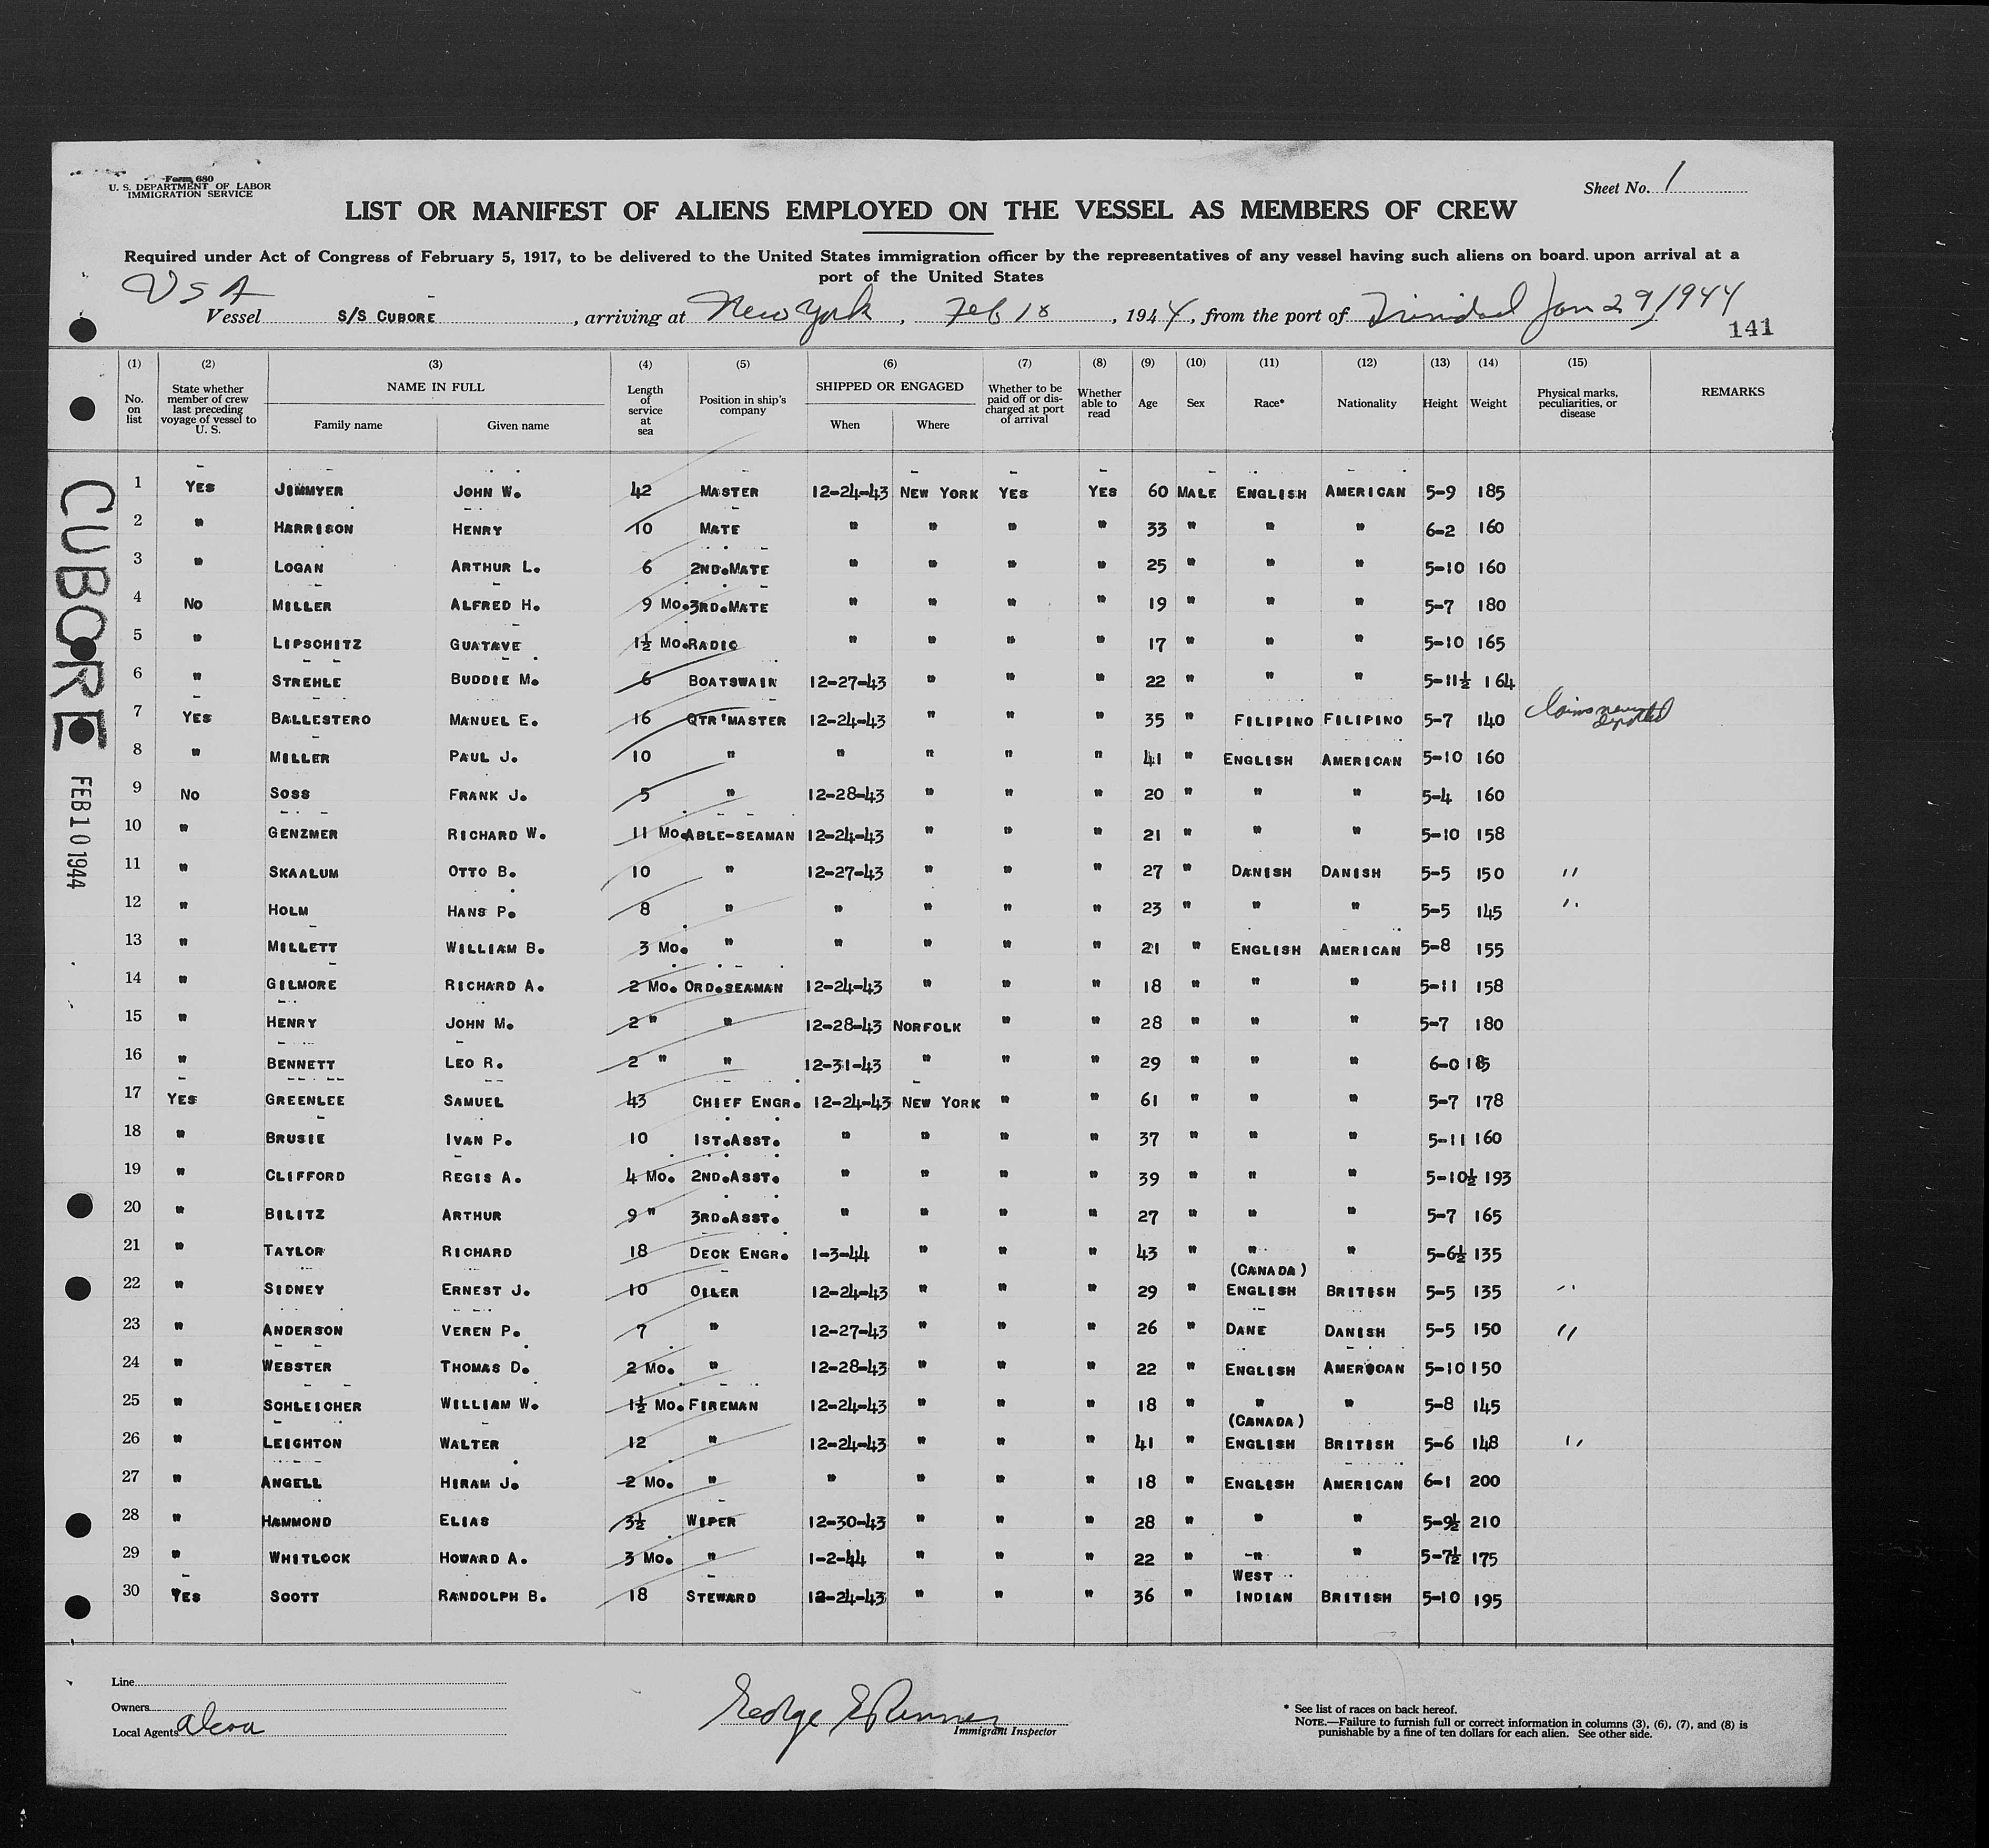 Form 680
U. S. DEPARTMENT OF LABOR
IMMIGRATION SERVICE
Sheet No. 1
LIST OR MANIFEST OF ALIENS EMPLOYED ON THE VESSEL AS MEMBERS OF CREW
Required under Act of Congress of February 5, 1917, to be delivered to the United States immigration officer by the representatives of any vessel having such aliens on board. upon arrival at a
port of the United States
USA
Vessel S/S CUBORE, arriving at New York, Feb 18, 1944, from the port of Trinidad Jan 29, 1944
141
(1) (2) (3) (4) (5) (6) (7) (8) (9) (10) (11) (12) (13) (14) (15)
No. on list State whether member of crew last preceding voyage of vessel to U. S. NAME IN FULL Family name Given name Length of service at sea Position in ship's company SHIPPED OR ENGAGED When Where Whether to be paid off or discharged at port of arrival Whether able to read Age Sex Race* Nationality Height Weight Physical marks, peculiarities, or disease REMARKS
CUBORE FEB 10 1944
1 YES JIMMYER JOHN W. 42 MASTER 12-24-43 NEW YORK YES YES 60 MALE ENGLISH AMERICAN 5-9 185
2 " HARRISON HENRY 10 MATE " " " " 33 " " " 6-2 160
3 " LOGAN ARTHUR L. 6 2ND.MATE " " " " 25 " " " 5-10 160
4 NO MILLER ALFRED H. 9 MO. 3RD.MATE " " " " 19 " " " 5-7 180
5 " LIPSCHITZ GUATAVE 1½ MO. RADIO " " " " 17 " " " 5-10 165
6 " STREHLE BUDDIE M. 6 BOATSWAIN 12-27-43 " " " 22 " " " 5-11½ 164
7 YES BALLESTERO MANUEL E. 16 QTR'MASTER 12-24-43 " " " 35 " FILIPINO FILIPINO 5-7 140 Claims never deported
8 " MILLER PAUL J. 10 " " " " " 41 " ENGLISH AMERICAN 5-10 160
9 NO SOSS FRANK J. 5 " 12-28-43 " " " 20 " " " 5-4 160
10 " GENZMER RICHARD W. 11 MO. ABLE-SEAMAN 12-24-43 " " " 21 " " " 5-10 158
11 " SKAALUM OTTO B. 10 " 12-27-43 " " " 27 " DANISH DANISH 5-5 150 "
12 " HOLM HANS P. 8 " " " " " 23 " " " 5-5 145 "
13 " MILLETT WILLIAM B. 3 MO. " " " " " 21 " ENGLISH AMERICAN 5-8 155
14 " GILMORE RICHARD A. 2 MO. ORD.SEAMAN 12-24-43 " " " 18 " " " 5-11 158
15 " HENRY JOHN M. 2 " " 12-28-43 NORFOLK " " 28 " " " 5-7 180
16 " BENNETT LEO R. 2 " " 12-31-43 " " " 29 " " " 6-0 185
17 YES GREENLEE SAMUEL 43 CHIEF ENGR. 12-24-43 NEW YORK " " 61 " " " 5-7 178
18 " BRUSIE IVAN P. 10 1ST.ASST. " " " " 37 " " " 5-11 160
19 " CLIFFORD REGIS A. 4 MO. 2ND.ASST. " " " " 39 " " " 5-10½ 193
20 " BILITZ ARTHUR 9 " 3RD.ASST. " " " " 27 " " " 5-7 165
21 " TAYLOR RICHARD 18 DECK ENGR. 1-3-44 " " " 43 " " " 5-6½ 135
22 " SIDNEY ERNEST J. 10 OILER 12-24-43 " " " 29 " (CANADA) ENGLISH BRITISH 5-5 135 "
23 " ANDERSON VEREN P. 7 " 12-27-43 " " " 26 " DANE DANISH 5-5 150 "
24 " WEBSTER THOMAS D. 2 MO. " 12-28-43 " " " 22 " ENGLISH AMERICAN 5-10 150
25 " SCHLEICHER WILLIAM W. 1½ MO. FIREMAN 12-24-43 " " " 18 " " " 5-8 145
26 " LEIGHTON WALTER 12 " 12-24-43 " " " 41 " (CANADA) ENGLISH BRITISH 5-6 148 "
27 " ANGELL HIRAM J. 2 MO. " " " " " 18 " ENGLISH AMERICAN 6-1 200
28 " HAMMOND ELIAS 3½ WIPER 12-30-43 " " " 28 " " " 5-9½ 210
29 " WHITLOCK HOWARD A. 3 MO. " 1-2-44 " " " 22 " " " 5-7½ 175
30 YES SCOTT RANDOLPH B. 18 STEWARD 12-24-43 " " " 36 " WEST INDIAN BRITISH 5-10 195
Line
Owners
Local Agents Alcoa
George E Renner
Immigrant Inspector
* See list of races on back hereof.
NOTE.—Failure to furnish full or correct information in columns (3), (6), (7), and (8) is
punishable by a fine of ten dollars for each alien. See other side.